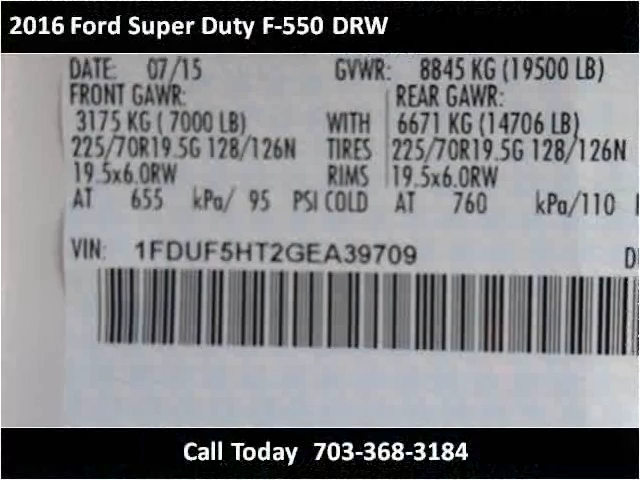 2016 Ford Super Duty F-550 DRW
DATE: 07/15 GVWR: 8845 KG (19500 LB)
FRONT GAWR: REAR GAWR:
3175 KG ( 7000 LB) WITH 6671 KG (14706 LB)
225/70R19.5G 128/126N TIRES 225/70R19.5G 128/126N
19.5x6.0RW RIMS 19.5x6.0RW
AT 655 kPa/ 95 PSI COLD AT 760 kPa/110
VIN: 1FDUF5HT2GEA39709
Call Today 703-368-3184